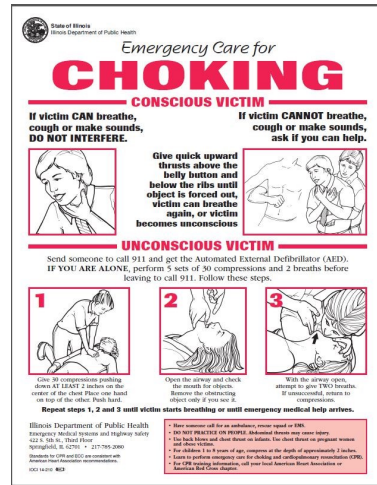 State of Illinois
Illinois Department of Public Health
Emergency Care for
CHOKING
CONSCIOUS VICTIM
If victim CAN breathe,
cough or make sounds,
DO NOT INTERFERE.
If victim CANNOT breathe,
cough or make sounds,
ask if you can help.
Give quick upward
thrusts above the
belly button and
below the ribs until
object is forced out,
victim can breathe
again, or victim
becomes unconscious
UNCONSCIOUS VICTIM
Send someone to call 911 and get the Automated External Defibrillator (AED).
IF YOU ARE ALONE, perform 5 sets of 30 compressions and 2 breaths before
leaving to call 911. Follow these steps.
1
Give 30 compressions pushing
down AT LEAST 2 inches on the
center of the chest Place one hand
on top of the other. Push hard.
2
Open the airway and check
the mouth for objects.
Remove the obstructing
object only if you see it.
3
With the airway open,
attempt to give TWO breaths.
If unsuccessful, return to
compressions.
Repeat steps 1, 2 and 3 until victim starts breathing or until emergency medical help arrives.
Illinois Department of Public Health
Emergency Medical Systems and Highway Safety
422 S. 5th St., Third Floor
Springfield, IL 62701 • 217-785-2080
Standards for CPR and ECC are consistent with
American Heart Association recommendations.
• Have someone call for an ambulance, rescue squad or EMS.
• DO NOT PRACTICE ON PEOPLE. Abdominal thrusts may cause injury.
• Use back blows and chest thrusts on infants. Use chest thrusts on pregnant women
and obese victims.
• For children 1 to 8 years of age, compress at the depth of approximately 2 inches.
• Learn to perform emergency care for choking and cardiopulmonary resuscitation (CPR).
• For CPR training information, call your local American Heart Association or
American Red Cross chapter.